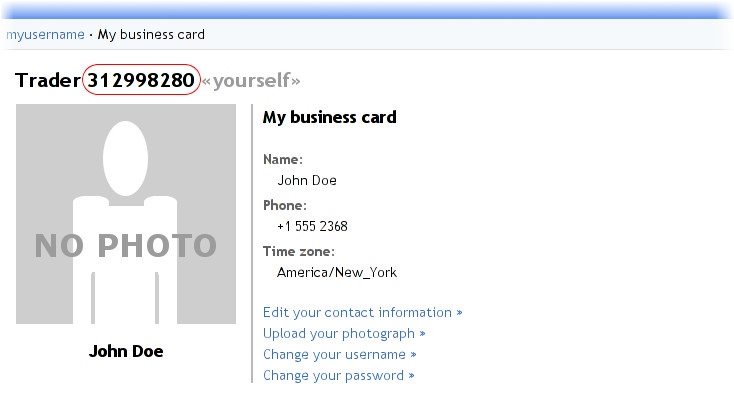 myusername · My business card
Trader 312998280 «yourself»
NO PHOTO
John Doe
My business card
Name:
John Doe
Phone:
+1 555 2368
Time zone:
America/New_York
Edit your contact information »
Upload your photograph »
Change your username »
Change your password »